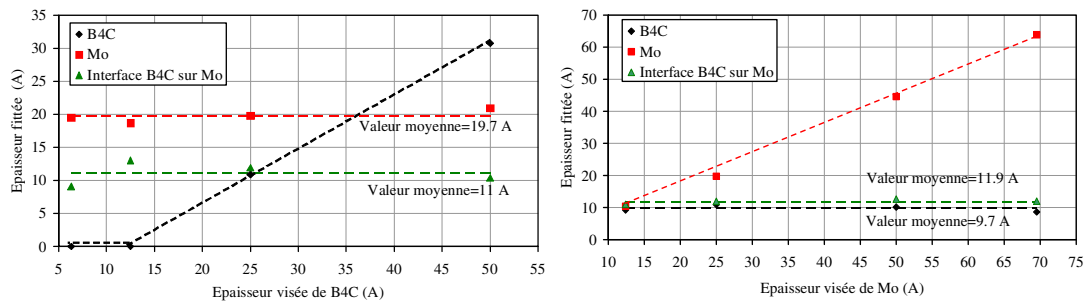 Epaisseur fittée (A)
35
30
25
20
15
10
5
0
B4C
Mo
Interface B4C sur Mo
Valeur moyenne=19.7 A
Valeur moyenne=11 A
5 10 15 20 25 30 35 40 45 50 55
Epaisseur visée de B4C (A)
Epaisseur fittée (A)
70
60
50
40
30
20
10
0
B4C
Mo
Interface B4C sur Mo
Valeur moyenne=11.9 A
Valeur moyenne=9.7 A
10 15 20 25 30 35 40 45 50 55 60 65 70 75
Epaisseur visée de Mo (A)